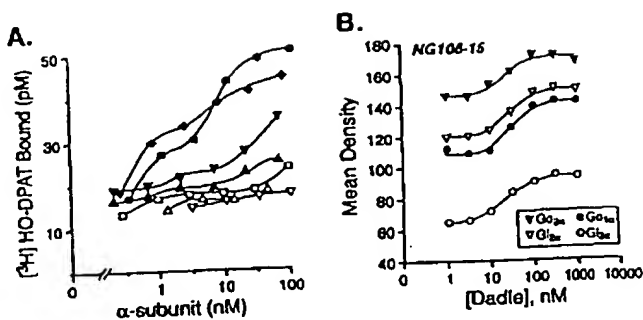 A.
[³H] HO-DPAT Bound (pM)
50
30
10
0
1
10
100
α-subunit (nM)
B.
NG108-15
Mean Density
180
160
140
120
100
80
60
40
0
1
10
100
1000
10000
[Dadle], nM
Go₂α
Go₁α
Gi₂α
Gi₃α